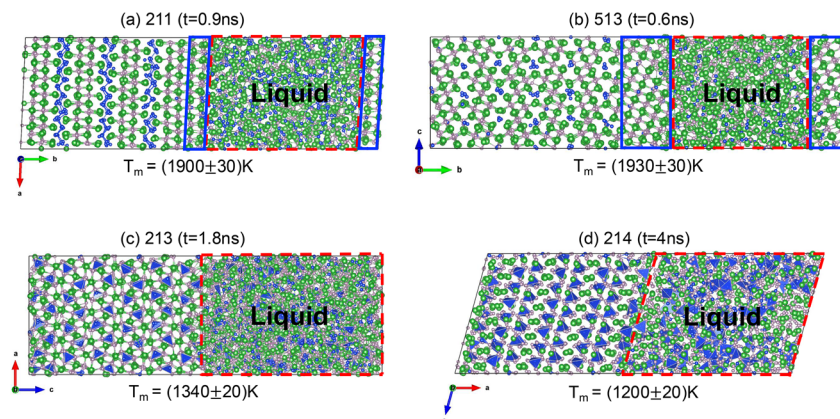 (a) 211 (t=0.9ns)
Liquid
b
a
Tm = (1900±30)K
(b) 513 (t=0.6ns)
Liquid
c
b
Tm = (1930±30)K
(c) 213 (t=1.8ns)
Liquid
a
c
Tm = (1340±20)K
(d) 214 (t=4ns)
Liquid
a
Tm = (1200±20)K